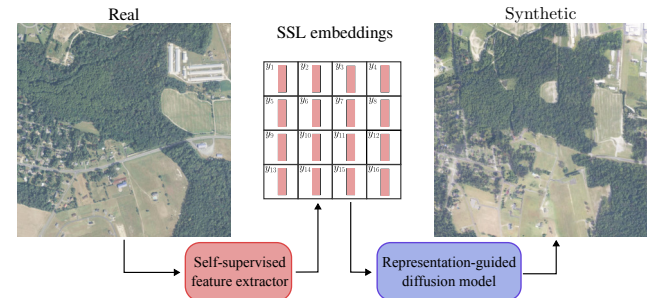 Real
SSL embeddings
Synthetic
y1 y2 y3 y4
y5 y6 y7 y8
y9 y10 y11 y12
y13 y14 y15 y16
Self-supervised
feature extractor
Representation-guided
diffusion model